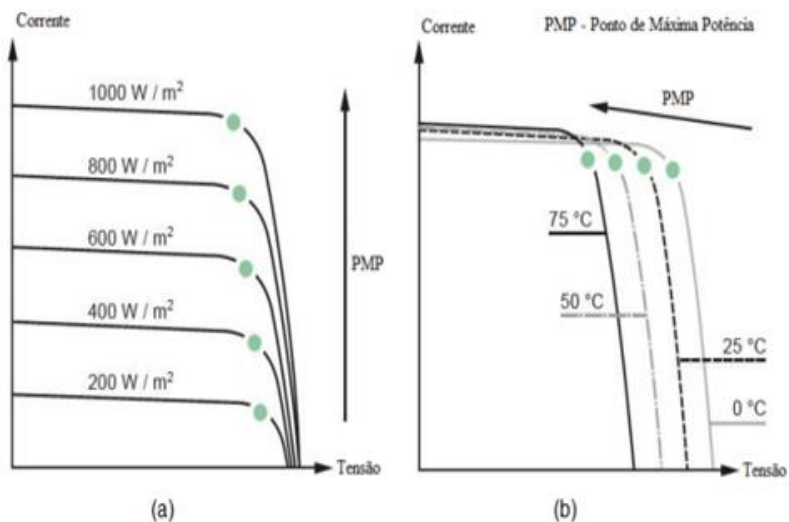 Corrente
1000 W / m²
800 W / m²
600 W / m²
400 W / m²
200 W / m²
PMP
Tensão
(a)
PMP - Ponto de Máxima Potência
Corrente
PMP
75 °C
50 °C
25 °C
0 °C
Tensão
(b)